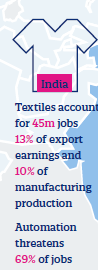 India
Textiles account
for 45m jobs
13% of export
earnings and
10% of
manufacturing
production
Automation
threatens
69% of jobs